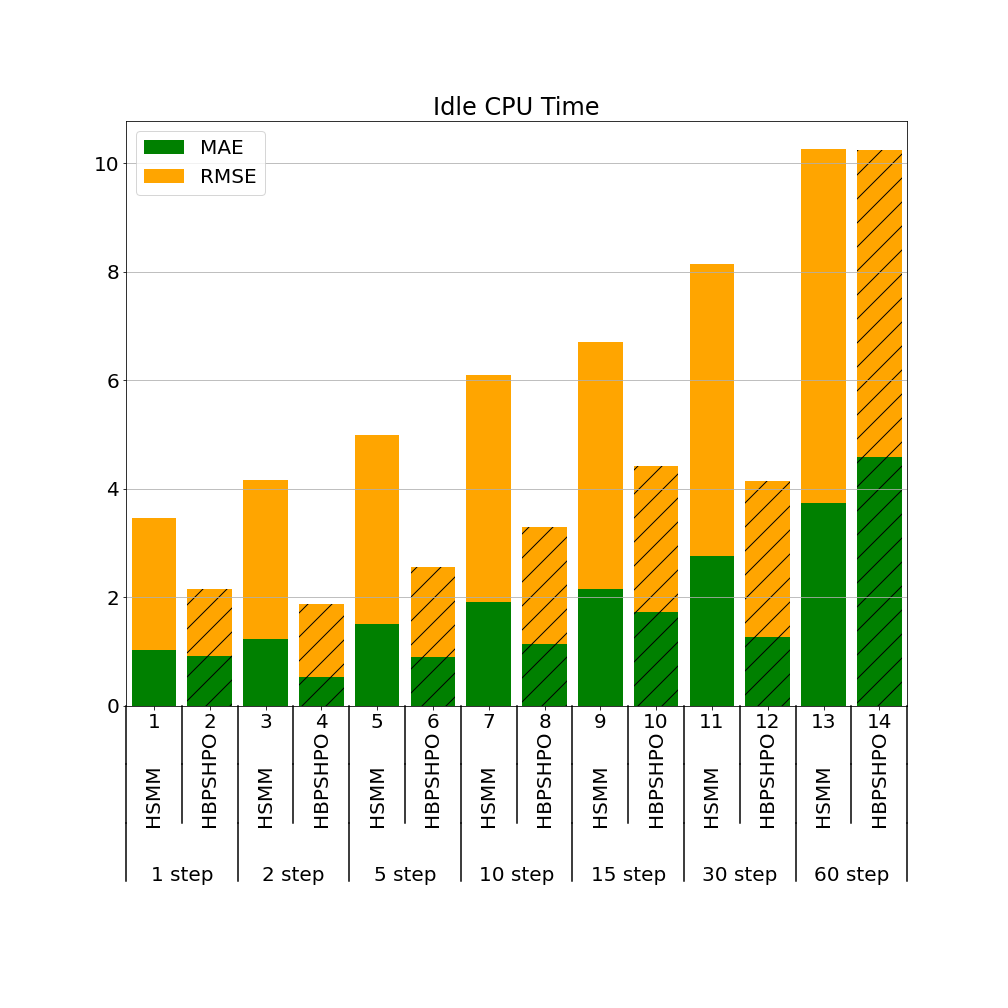 Idle CPU Time
MAE
RMSE
10
8
6
4
2
0
1 2 3 4 5 6 7 8 9 10 11 12 13 14
HSMM HBPSHPO HSMM HBPSHPO HSMM HBPSHPO HSMM HBPSHPO HSMM HBPSHPO HSMM HBPSHPO HSMM HBPSHPO
1 step 2 step 5 step 10 step 15 step 30 step 60 step